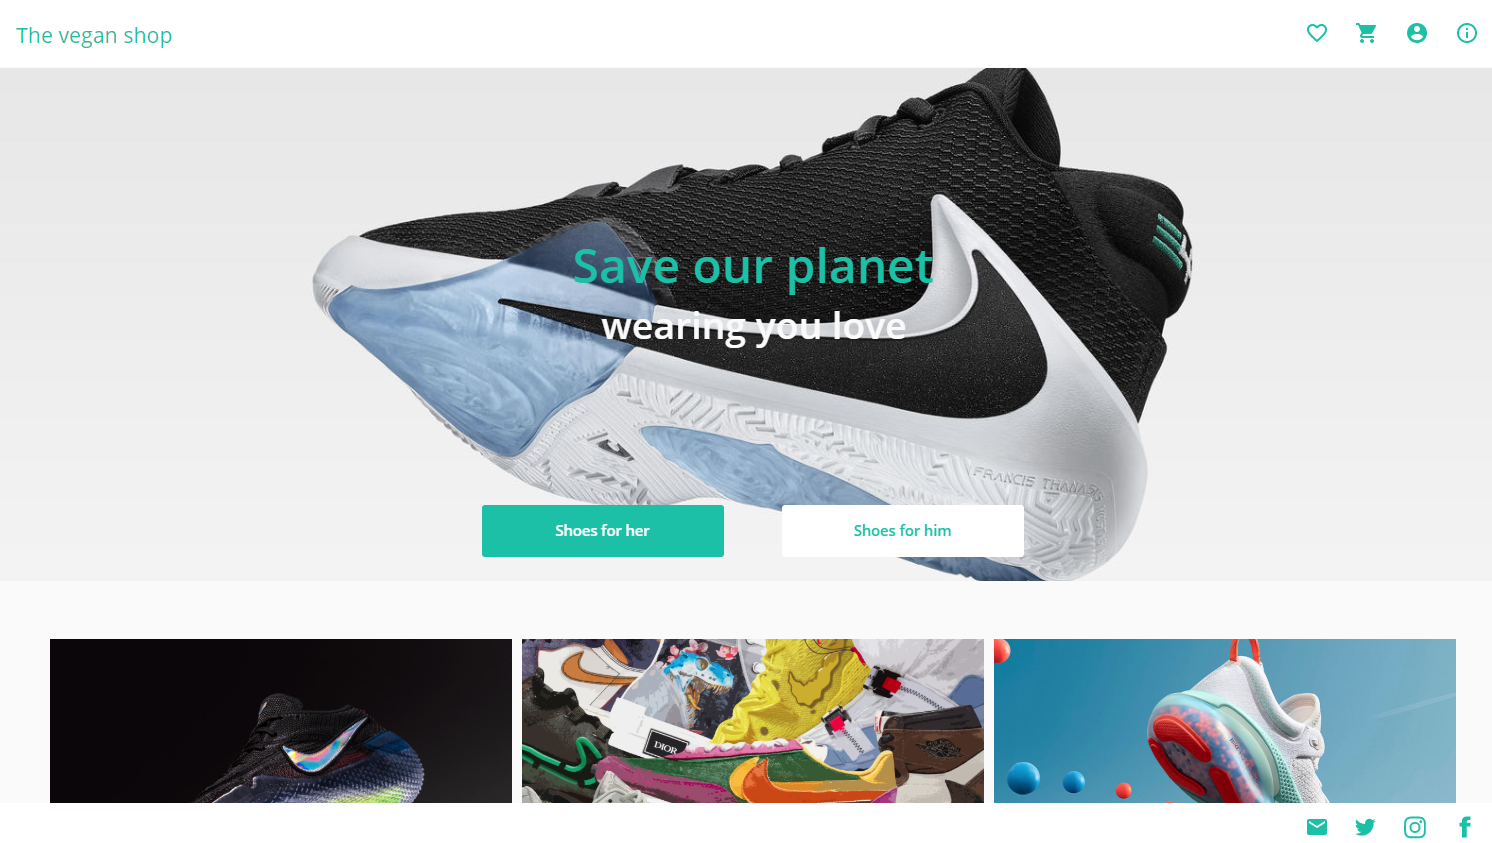 The vegan shop
Save our planet
wearing you love
FRANCIS THANASIS
Shoes for her
Shoes for him
DIOR